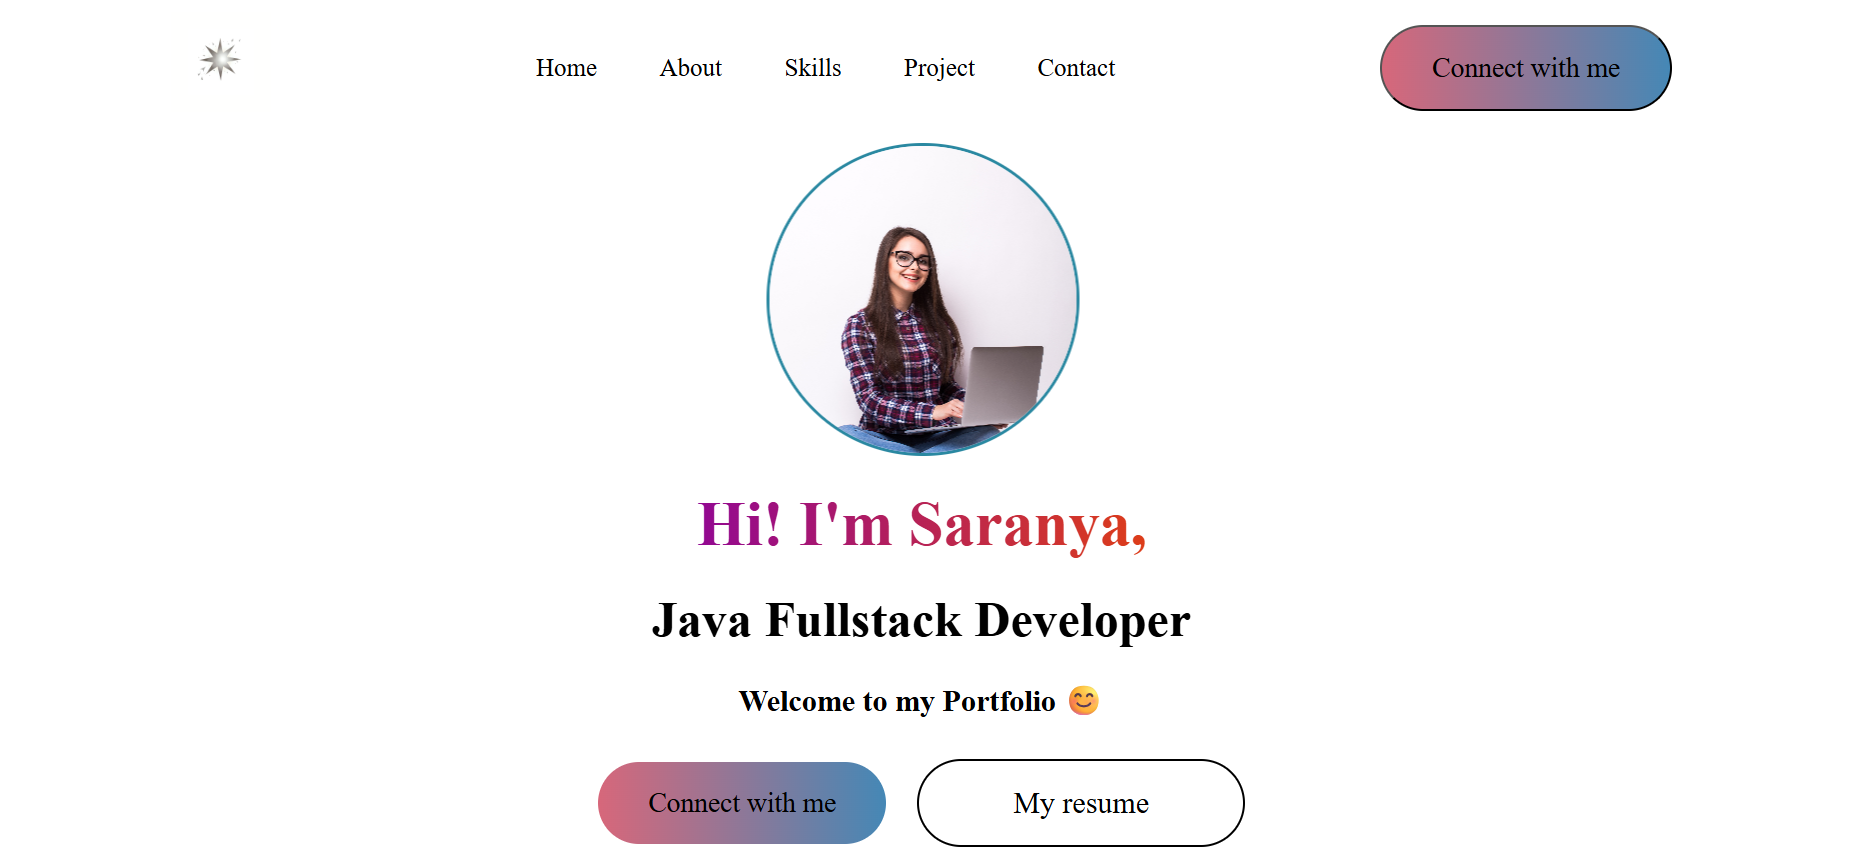 Home About Skills Project Contact Connect with me
Hi! I'm Saranya,
Java Fullstack Developer
Welcome to my Portfolio 😊
Connect with me My resume